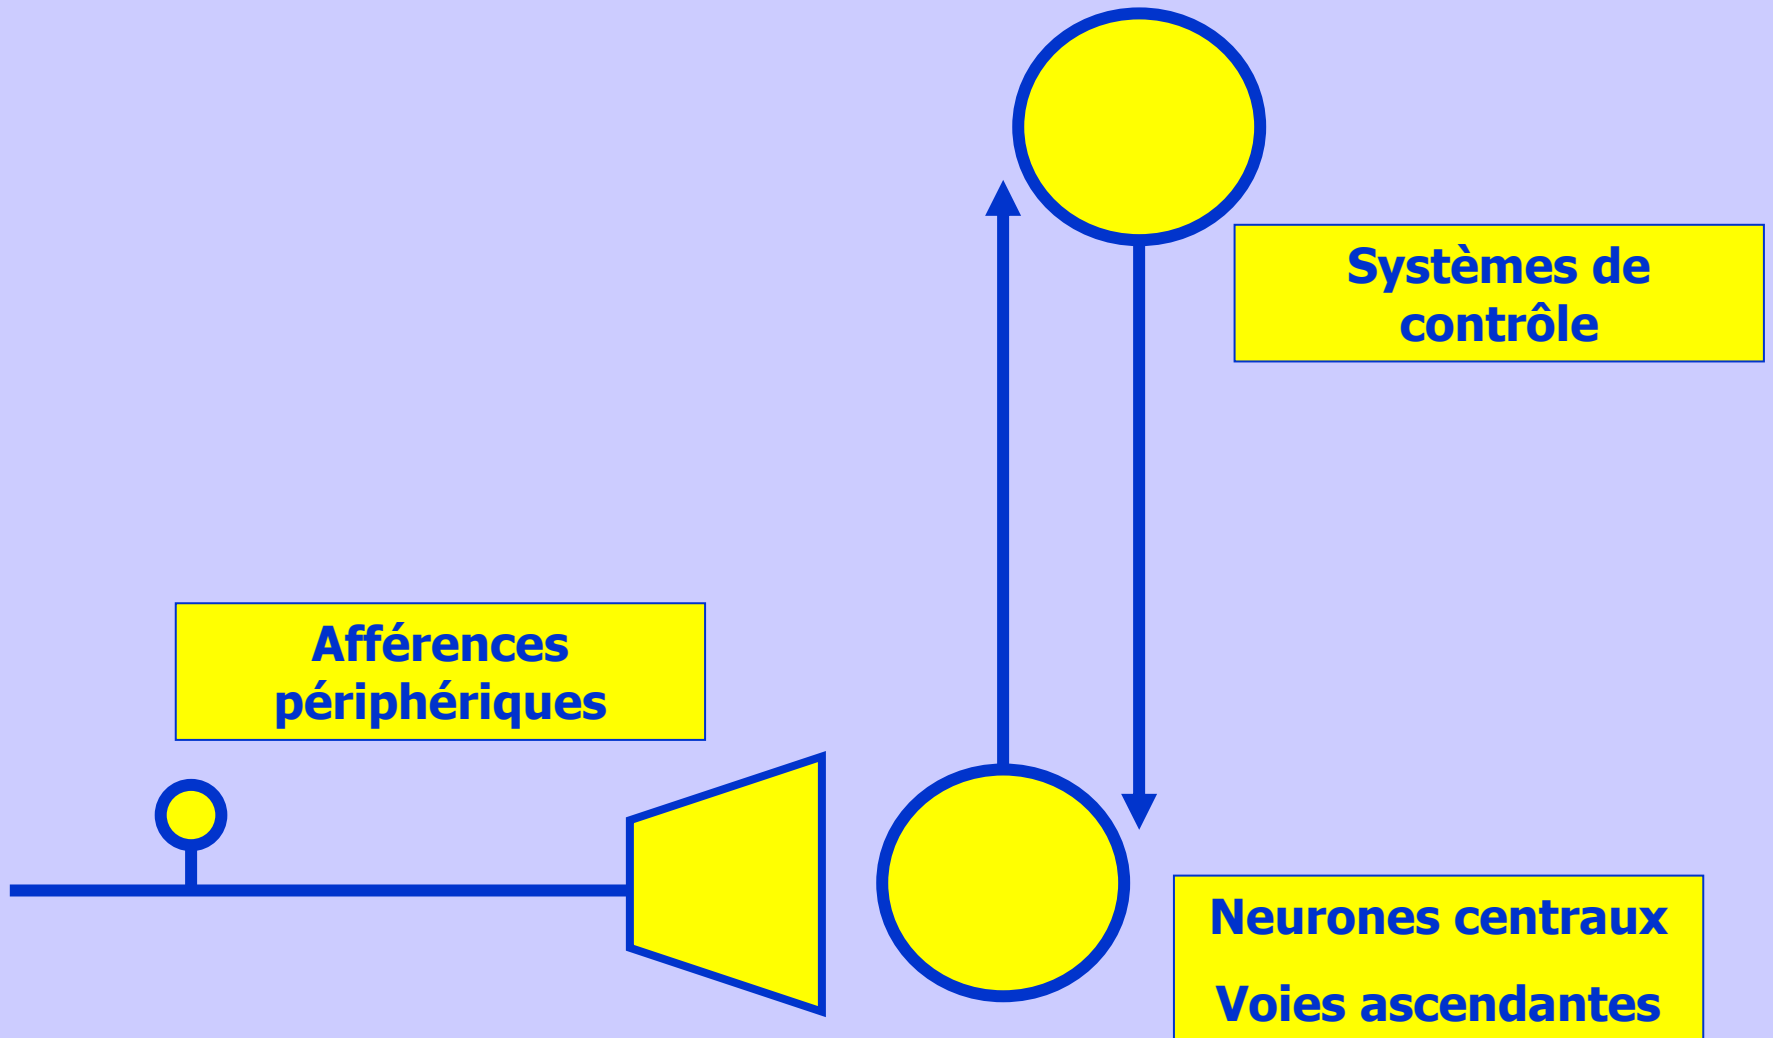 Systèmes de
contrôle
Afférences
périphériques
Neurones centraux
Voies ascendantes